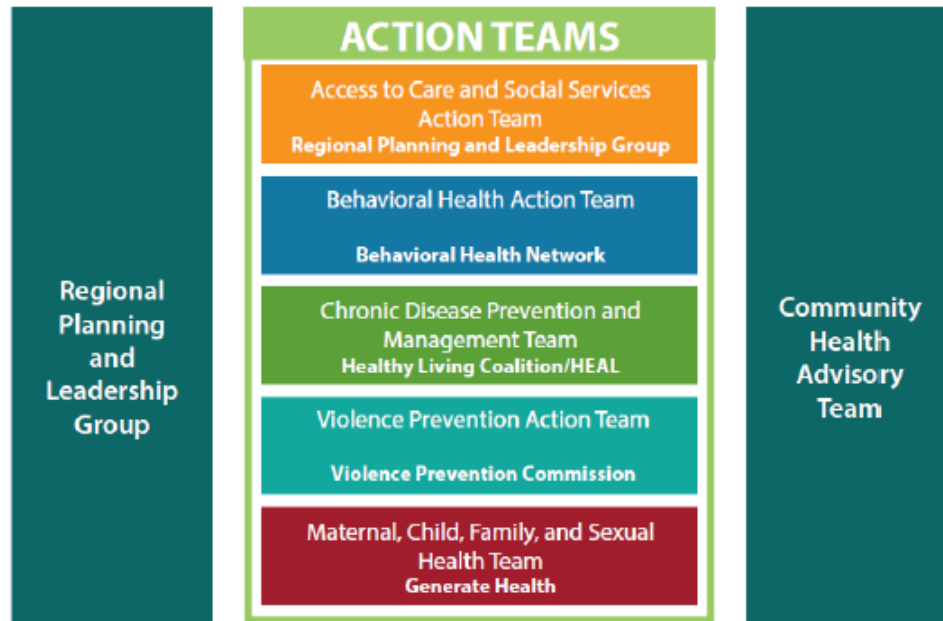 Regional
Planning
and
Leadership
Group
ACTION TEAMS
Access to Care and Social Services
Action Team
Regional Planning and Leadership Group
Behavioral Health Action Team
Behavioral Health Network
Chronic Disease Prevention and
Management Team
Healthy Living Coalition/HEAL
Violence Prevention Action Team
Violence Prevention Commission
Maternal, Child, Family, and Sexual
Health Team
Generate Health
Community
Health
Advisory
Team